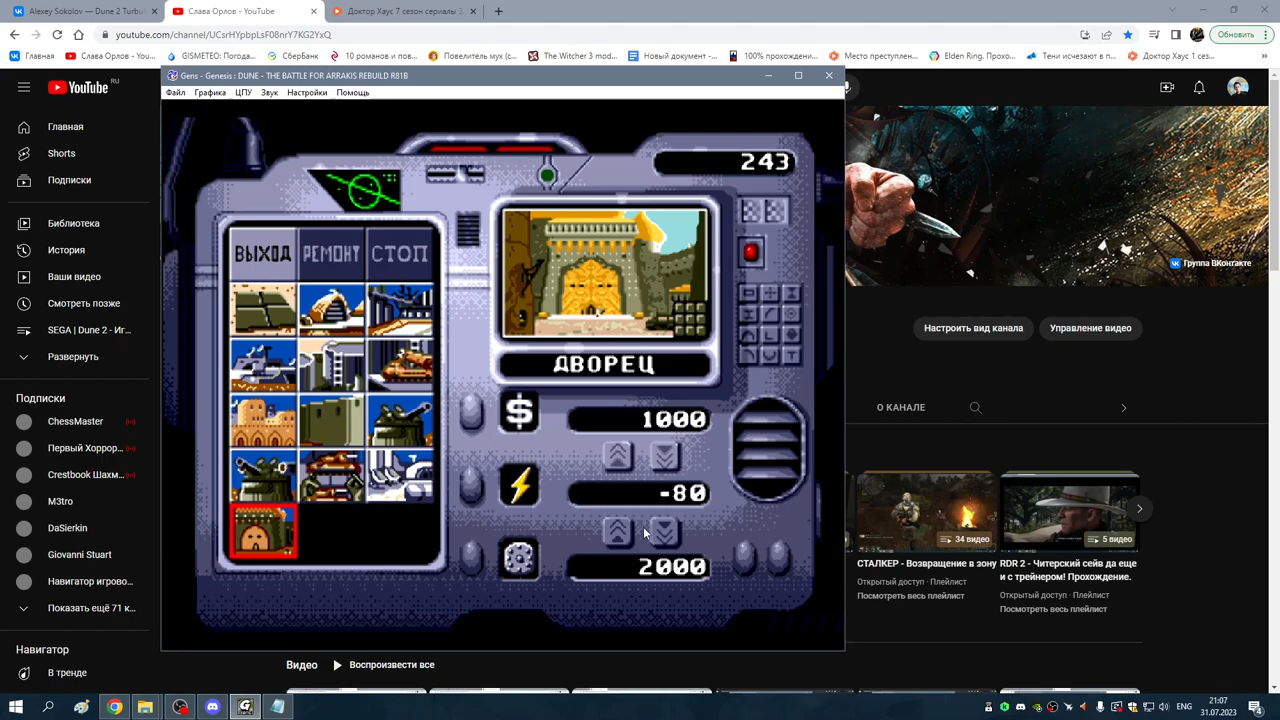 Alexey Sokolov — Dune 2 Turbu
Слава Орлов - YouTube
Доктор Хаус 7 сезон сериалы
youtube.com/channel/UCsrHYpbpLsF08nrY7KG2YxQ
Обновить
Главная
Слава Орлов - YouT...
GISMETEO: Погода...
СберБанк
10 романов и пов...
Повелитель мух (с...
The Witcher 3 mod...
Новый документ -...
100% прохождени...
Место преступлен...
Elden Ring. Прохо...
Тени исчезают в п...
Доктор Хаус 1 сез...
Gens - Genesis : DUNE - THE BATTLE FOR ARRAKIS REBUILD R81B
Файл
Графика
ЦПУ
Звук
Настройки
Помощь
YouTube
RU
Главная
Shorts
Подписки
Библиотека
История
Ваши видео
Смотреть позже
SEGA | Dune 2 - Иг...
Развернуть
Подписки
ChessMaster
Первый Хоррор...
Crestbook Шахм...
M3tro
DaSierkin
Giovanni Stuart
Навигатор игрово...
Показать ещё 71 к...
Навигатор
В тренде
243
ВЫХОД
РЕМОНТ
СТОП
ДВОРЕЦ
$
1000
-80
2000
Группа ВКонтакте
Настроить вид канала
Управление видео
О КАНАЛЕ
34 видео
5 видео
СТАЛКЕР - Возвращение в зону
Открытый доступ · Плейлист
Посмотреть весь плейлист
RDR 2 - Читерский сейв да еще
и с трейнером! Прохождение.
Открытый доступ · Плейлист
Посмотреть весь плейлист
Видео
Воспроизвести все
ENG
21:07
31.07.2023